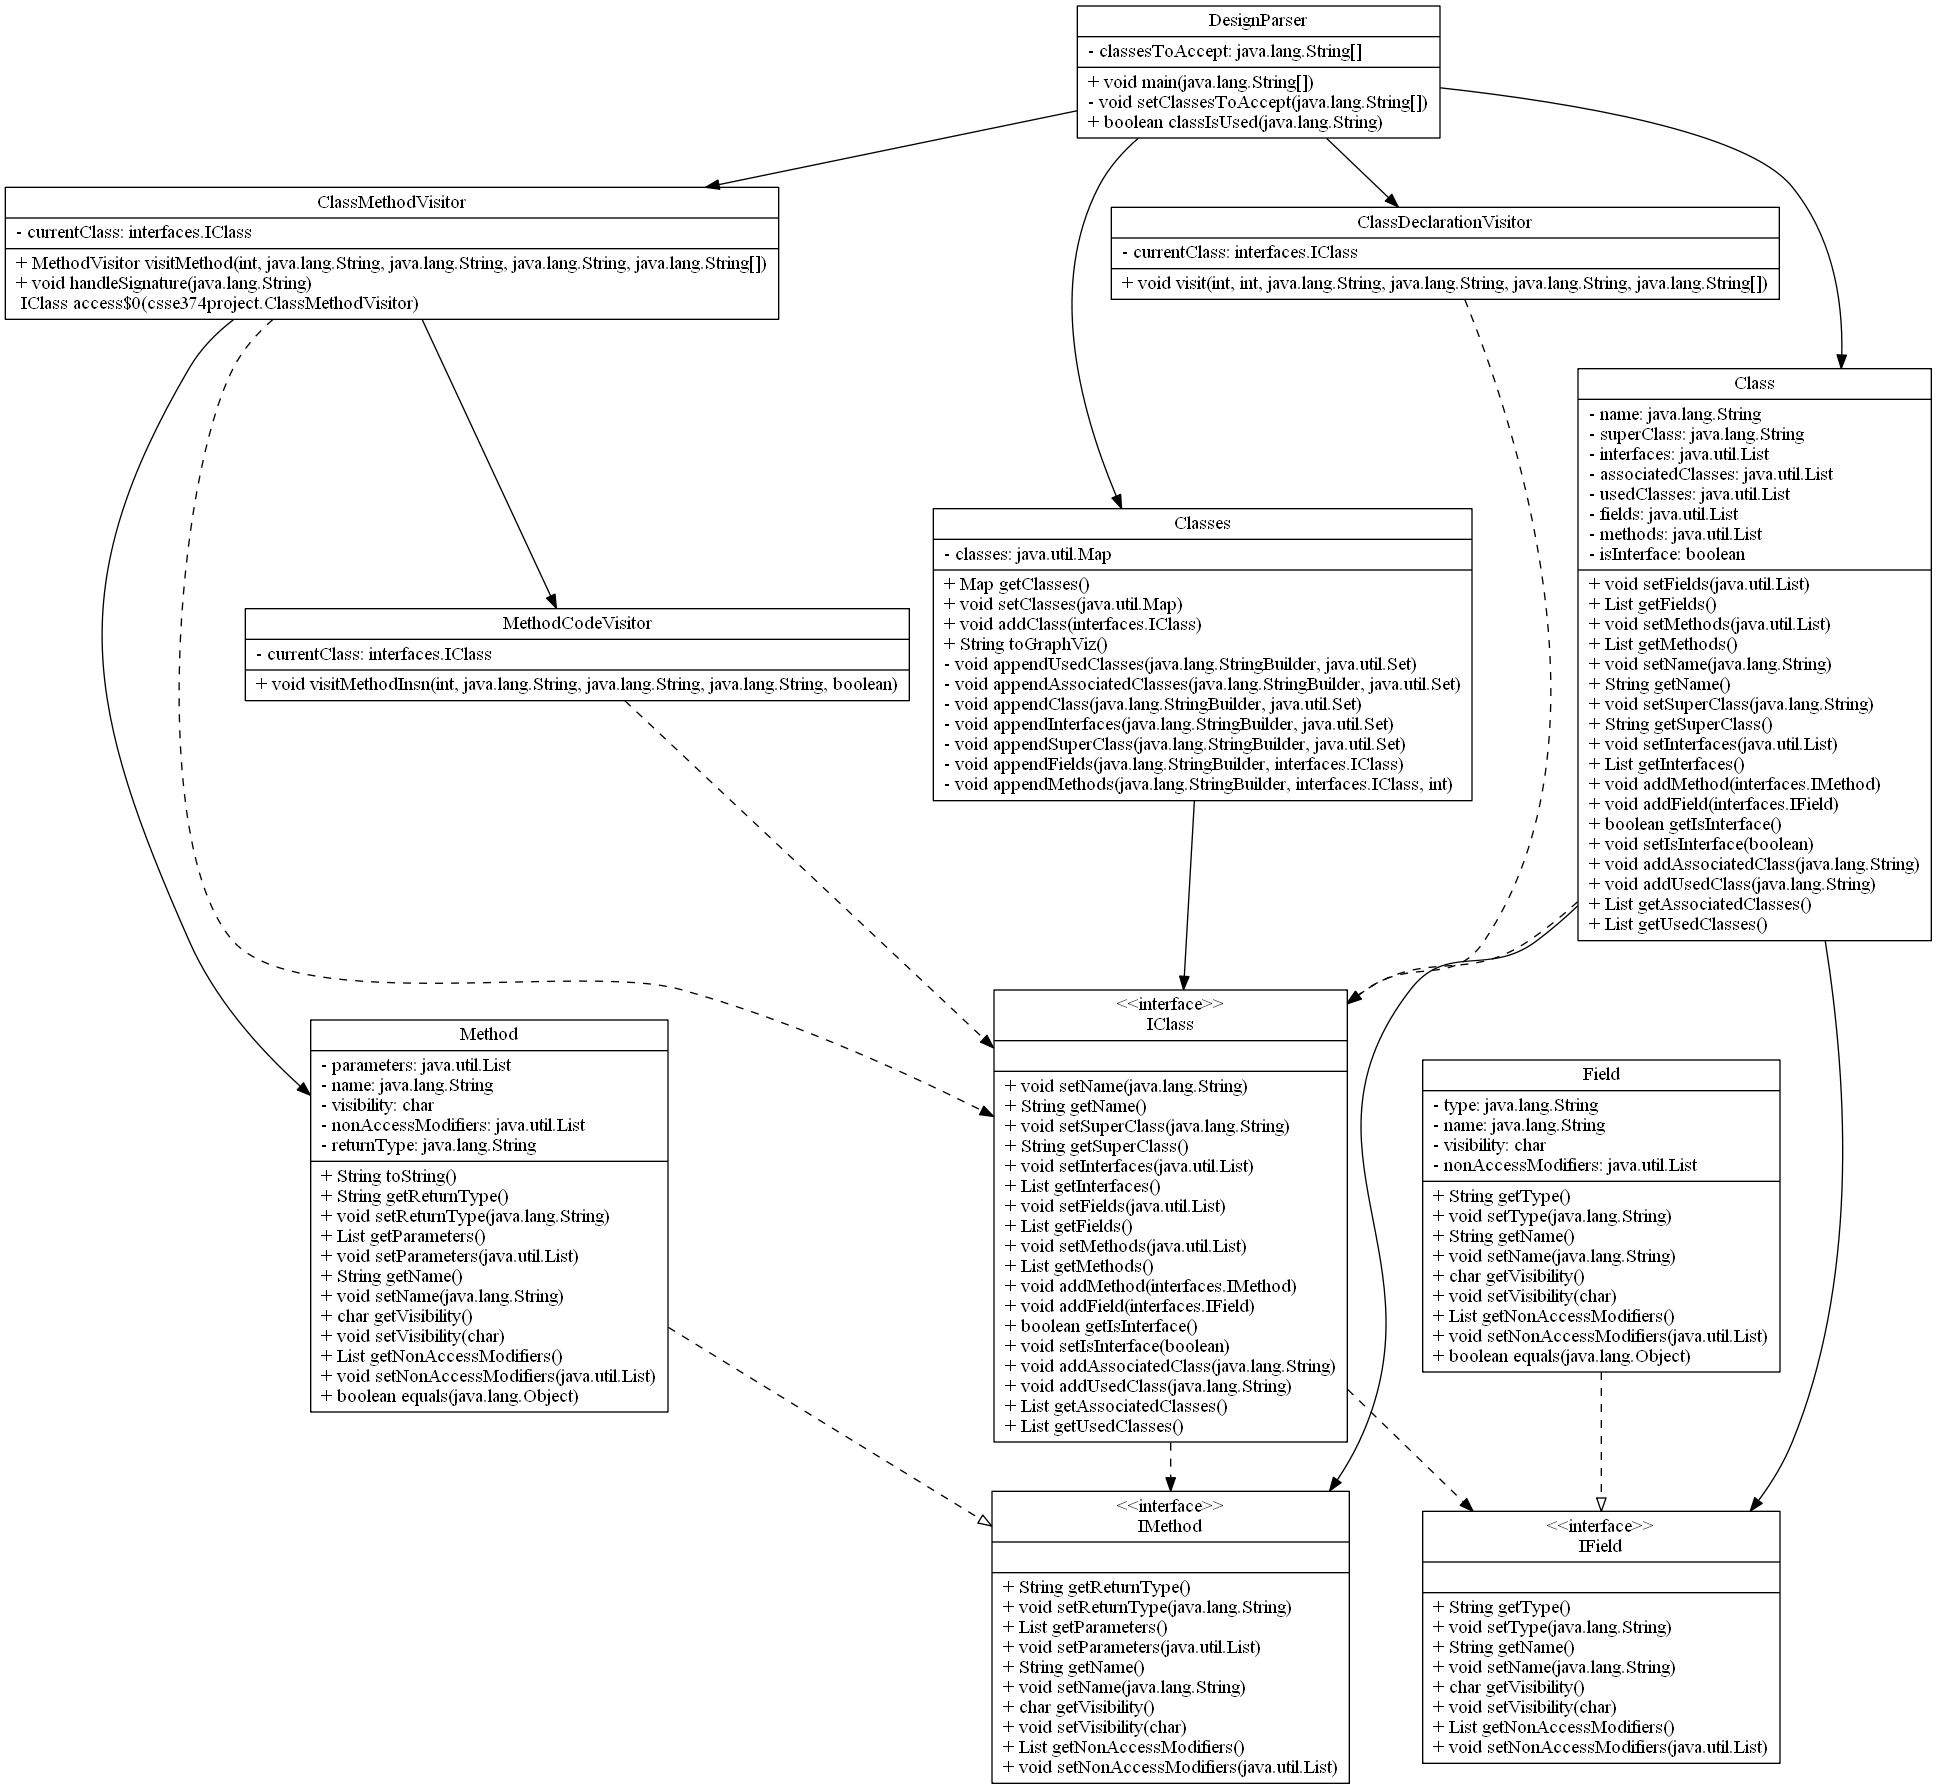 DesignParser
- classesToAccept: java.lang.String[]
+ void main(java.lang.String[])
- void setClassesToAccept(java.lang.String[])
+ boolean classIsUsed(java.lang.String)
ClassMethodVisitor
- currentClass: interfaces.IClass
+ MethodVisitor visitMethod(int, java.lang.String, java.lang.String, java.lang.String, java.lang.String[])
+ void handleSignature(java.lang.String)
IClass access$0(csse374project.ClassMethodVisitor)
ClassDeclarationVisitor
- currentClass: interfaces.IClass
+ void visit(int, int, java.lang.String, java.lang.String, java.lang.String, java.lang.String[])
Class
- name: java.lang.String
- superClass: java.lang.String
- interfaces: java.util.List
- associatedClasses: java.util.List
- usedClasses: java.util.List
- fields: java.util.List
- methods: java.util.List
- isInterface: boolean
+ void setFields(java.util.List)
+ List getFields()
+ void setMethods(java.util.List)
+ List getMethods()
+ void setName(java.lang.String)
+ String getName()
+ void setSuperClass(java.lang.String)
+ String getSuperClass()
+ void setInterfaces(java.util.List)
+ List getInterfaces()
+ void addMethod(interfaces.IMethod)
+ void addField(interfaces.IField)
+ boolean getIsInterface()
+ void setIsInterface(boolean)
+ void addAssociatedClass(java.lang.String)
+ void addUsedClass(java.lang.String)
+ List getAssociatedClasses()
+ List getUsedClasses()
Classes
- classes: java.util.Map
+ Map getClasses()
+ void setClasses(java.util.Map)
+ void addClass(interfaces.IClass)
+ String toGraphViz()
- void appendUsedClasses(java.lang.StringBuilder, java.util.Set)
- void appendAssociatedClasses(java.lang.StringBuilder, java.util.Set)
- void appendClass(java.lang.StringBuilder, java.util.Set)
- void appendInterfaces(java.lang.StringBuilder, java.util.Set)
- void appendSuperClass(java.lang.StringBuilder, java.util.Set)
- void appendFields(java.lang.StringBuilder, interfaces.IClass)
- void appendMethods(java.lang.StringBuilder, interfaces.IClass, int)
MethodCodeVisitor
- currentClass: interfaces.IClass
+ void visitMethodInsn(int, java.lang.String, java.lang.String, java.lang.String, boolean)
Method
- parameters: java.util.List
- name: java.lang.String
- visibility: char
- nonAccessModifiers: java.util.List
- returnType: java.lang.String
+ String toString()
+ String getReturnType()
+ void setReturnType(java.lang.String)
+ List getParameters()
+ void setParameters(java.util.List)
+ String getName()
+ void setName(java.lang.String)
+ char getVisibility()
+ void setVisibility(char)
+ List getNonAccessModifiers()
+ void setNonAccessModifiers(java.util.List)
+ boolean equals(java.lang.Object)
<<interface>>
IClass
+ void setName(java.lang.String)
+ String getName()
+ void setSuperClass(java.lang.String)
+ String getSuperClass()
+ void setInterfaces(java.util.List)
+ List getInterfaces()
+ void setFields(java.util.List)
+ List getFields()
+ void setMethods(java.util.List)
+ List getMethods()
+ void addMethod(interfaces.IMethod)
+ void addField(interfaces.IField)
+ boolean getIsInterface()
+ void setIsInterface(boolean)
+ void addAssociatedClass(java.lang.String)
+ void addUsedClass(java.lang.String)
+ List getAssociatedClasses()
+ List getUsedClasses()
Field
- type: java.lang.String
- name: java.lang.String
- visibility: char
- nonAccessModifiers: java.util.List
+ String getType()
+ void setType(java.lang.String)
+ String getName()
+ void setName(java.lang.String)
+ char getVisibility()
+ void setVisibility(char)
+ List getNonAccessModifiers()
+ void setNonAccessModifiers(java.util.List)
+ boolean equals(java.lang.Object)
<<interface>>
IMethod
+ String getReturnType()
+ void setReturnType(java.lang.String)
+ List getParameters()
+ void setParameters(java.util.List)
+ String getName()
+ void setName(java.lang.String)
+ char getVisibility()
+ void setVisibility(char)
+ List getNonAccessModifiers()
+ void setNonAccessModifiers(java.util.List)
<<interface>>
IField
+ String getType()
+ void setType(java.lang.String)
+ String getName()
+ void setName(java.lang.String)
+ char getVisibility()
+ void setVisibility(char)
+ List getNonAccessModifiers()
+ void setNonAccessModifiers(java.util.List)